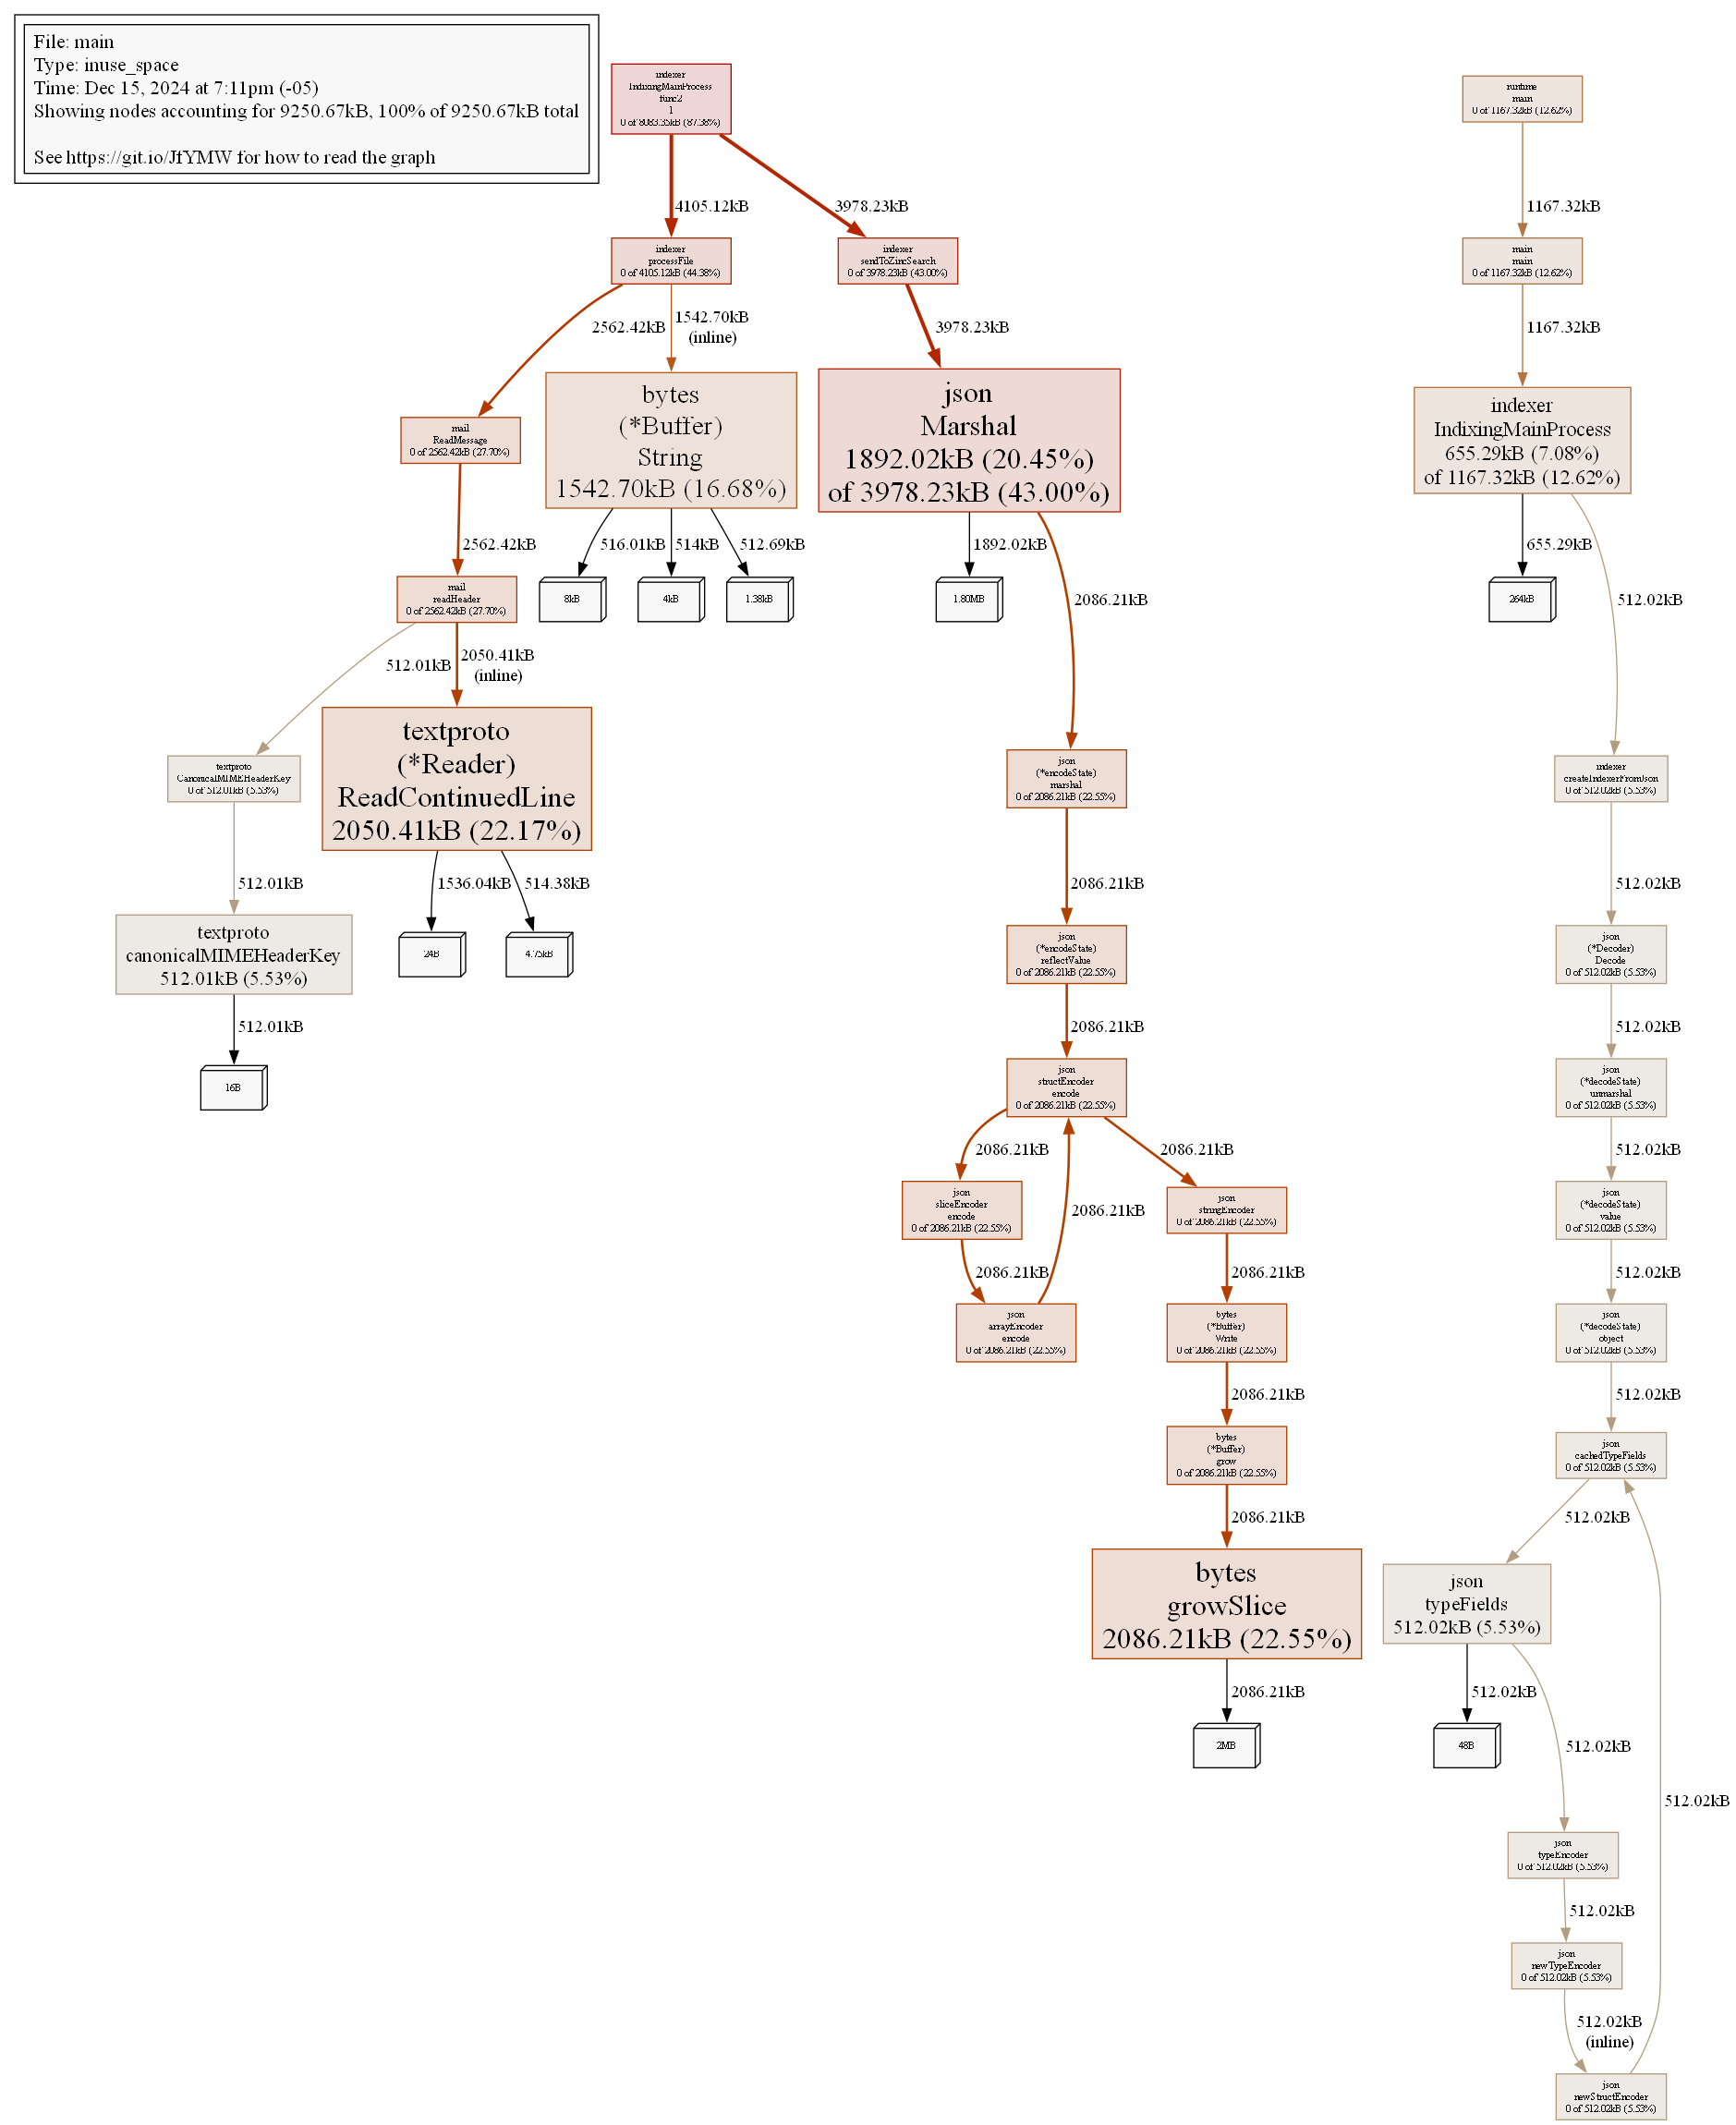 File: main
Type: inuse_space
Time: Dec 15, 2024 at 7:11pm (-05)
Showing nodes accounting for 9250.67kB, 100% of 9250.67kB total
See https://git.io/JfYMW for how to read the graph
indexer
IndixingMainProcess
func2
1
0 of 8083.35kB (87.38%)
runtime
main
0 of 1167.32kB (12.62%)
4105.12kB
3978.23kB
1167.32kB
indexer
processFile
0 of 4105.12kB (44.38%)
indexer
sendToZincSearch
0 of 3978.23kB (43.00%)
main
main
0 of 1167.32kB (12.62%)
2562.42kB
1542.70kB
(inline)
3978.23kB
1167.32kB
mail
ReadMessage
0 of 2562.42kB (27.70%)
bytes
(*Buffer)
String
1542.70kB (16.68%)
json
Marshal
1892.02kB (20.45%)
of 3978.23kB (43.00%)
indexer
IndixingMainProcess
655.29kB (7.08%)
of 1167.32kB (12.62%)
2562.42kB
516.01kB
514kB
512.69kB
1892.02kB
2086.21kB
655.29kB
512.02kB
mail
readHeader
0 of 2562.42kB (27.70%)
8kB
4kB
1.38kB
1.80MB
264kB
512.01kB
2050.41kB
(inline)
textproto
CanonicalMIMEHeaderKey
0 of 512.01kB (5.53%)
textproto
(*Reader)
ReadContinuedLine
2050.41kB (22.17%)
json
(*encodeState)
marshal
0 of 2086.21kB (22.55%)
indexer
createIndexerFromJson
0 of 512.02kB (5.53%)
512.01kB
1536.04kB
514.38kB
2086.21kB
512.02kB
textproto
canonicalMIMEHeaderKey
512.01kB (5.53%)
24B
4.75kB
json
(*encodeState)
reflectValue
0 of 2086.21kB (22.55%)
json
(*Decoder)
Decode
0 of 512.02kB (5.53%)
512.01kB
2086.21kB
512.02kB
16B
json
structEncoder
encode
0 of 2086.21kB (22.55%)
json
(*decodeState)
unmarshal
0 of 512.02kB (5.53%)
2086.21kB
2086.21kB
512.02kB
json
sliceEncoder
encode
0 of 2086.21kB (22.55%)
2086.21kB
json
stringEncoder
0 of 2086.21kB (22.55%)
json
(*decodeState)
value
0 of 512.02kB (5.53%)
2086.21kB
2086.21kB
512.02kB
json
arrayEncoder
encode
0 of 2086.21kB (22.55%)
bytes
(*Buffer)
Write
0 of 2086.21kB (22.55%)
json
(*decodeState)
object
0 of 512.02kB (5.53%)
2086.21kB
512.02kB
bytes
(*Buffer)
grow
0 of 2086.21kB (22.55%)
json
cachedTypeFields
0 of 512.02kB (5.53%)
2086.21kB
512.02kB
bytes
growSlice
2086.21kB (22.55%)
json
typeFields
512.02kB (5.53%)
2086.21kB
512.02kB
512.02kB
2MB
48B
512.02kB
json
typeEncoder
0 of 512.02kB (5.53%)
512.02kB
json
newTypeEncoder
0 of 512.02kB (5.53%)
512.02kB
(inline)
json
newStructEncoder
0 of 512.02kB (5.53%)